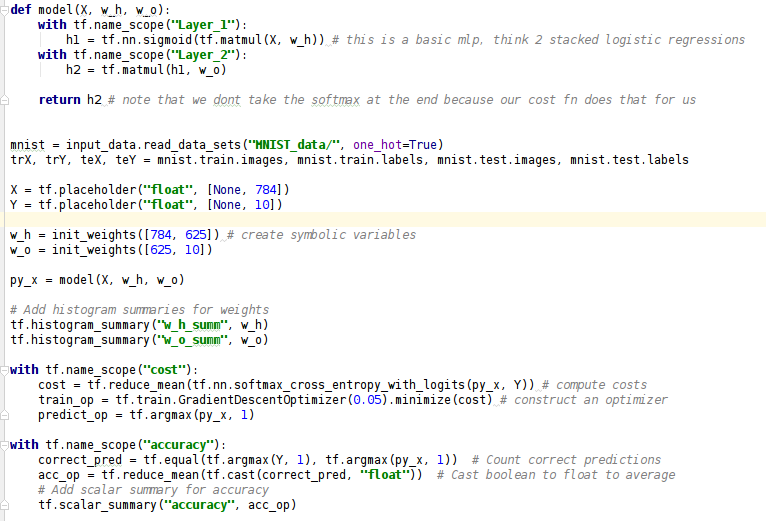 def model(X, w_h, w_o):
    with tf.name_scope("Layer_1"):
        h1 = tf.nn.sigmoid(tf.matmul(X, w_h)) # this is a basic mlp, think 2 stacked logistic regressions
    with tf.name_scope("Layer_2"):
        h2 = tf.matmul(h1, w_o)
    return h2 # note that we dont take the softmax at the end because our cost fn does that for us
mnist = input_data.read_data_sets("MNIST_data/", one_hot=True)
trX, trY, teX, teY = mnist.train.images, mnist.train.labels, mnist.test.images, mnist.test.labels
X = tf.placeholder("float", [None, 784])
Y = tf.placeholder("float", [None, 10])
w_h = init_weights([784, 625]) # create symbolic variables
w_o = init_weights([625, 10])
py_x = model(X, w_h, w_o)
# Add histogram summaries for weights
tf.histogram_summary("w_h_summ", w_h)
tf.histogram_summary("w_o_summ", w_o)
with tf.name_scope("cost"):
    cost = tf.reduce_mean(tf.nn.softmax_cross_entropy_with_logits(py_x, Y)) # compute costs
    train_op = tf.train.GradientDescentOptimizer(0.05).minimize(cost) # construct an optimizer
    predict_op = tf.argmax(py_x, 1)
with tf.name_scope("accuracy"):
    correct_pred = tf.equal(tf.argmax(Y, 1), tf.argmax(py_x, 1))  # Count correct predictions
    acc_op = tf.reduce_mean(tf.cast(correct_pred, "float"))  # Cast boolean to float to average
    # Add scalar summary for accuracy
    tf.scalar_summary("accuracy", acc_op)